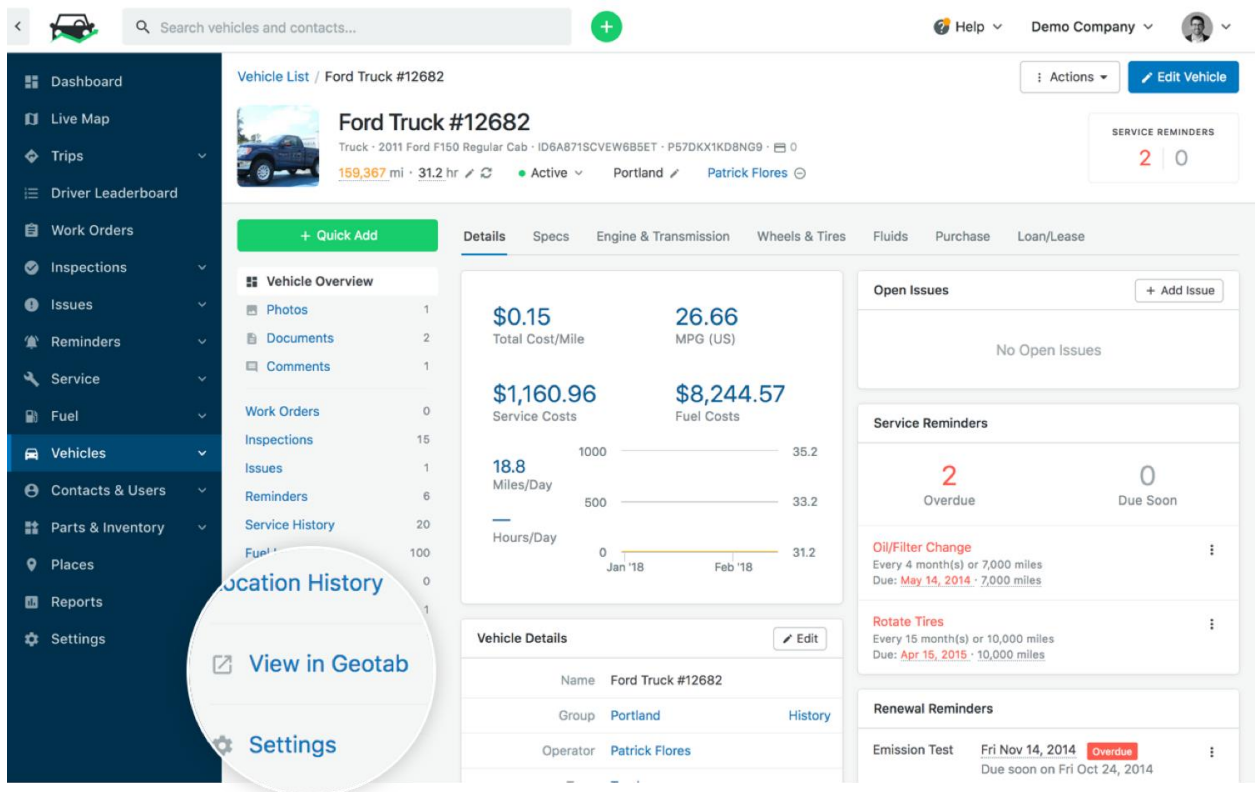 Search vehicles and contacts...
+
Help
Demo Company
Dashboard
Live Map
Trips
Driver Leaderboard
Work Orders
Inspections
Issues
Reminders
Service
Fuel
Vehicles
Contacts & Users
Parts & Inventory
Places
Reports
Settings
Vehicle List / Ford Truck #12682
Actions
Edit Vehicle
Ford Truck #12682
Truck · 2011 Ford F150 Regular Cab · ID6A871SCVEW6B5ET · P57DKX1KD8NG9 · 0
159,367 mi · 31.2 hr
Active
Portland
Patrick Flores
SERVICE REMINDERS
2 | 0
+ Quick Add
Vehicle Overview
Photos 1
Documents 2
Comments 1
Work Orders 0
Inspections 15
Issues 1
Reminders 6
Service History 20
100
ocation History 0
1
View in Geotab
Settings
Details Specs Engine & Transmission Wheels & Tires Fluids Purchase Loan/Lease
$0.15 26.66
Total Cost/Mile MPG (US)
$1,160.96 $8,244.57
Service Costs Fuel Costs
18.8
Miles/Day
—
Hours/Day
1000 35.2
500 33.2
0 31.2
Jan '18 Feb '18
Vehicle Details
Edit
Name Ford Truck #12682
Group Portland History
Operator Patrick Flores
Open Issues
+ Add Issue
No Open Issues
Service Reminders
2 0
Overdue Due Soon
Oil/Filter Change
Every 4 month(s) or 7,000 miles
Due: May 14, 2014 · 7,000 miles
Rotate Tires
Every 15 month(s) or 10,000 miles
Due: Apr 15, 2015 · 10,000 miles
Renewal Reminders
Emission Test Fri Nov 14, 2014 Overdue
Due soon on Fri Oct 24, 2014